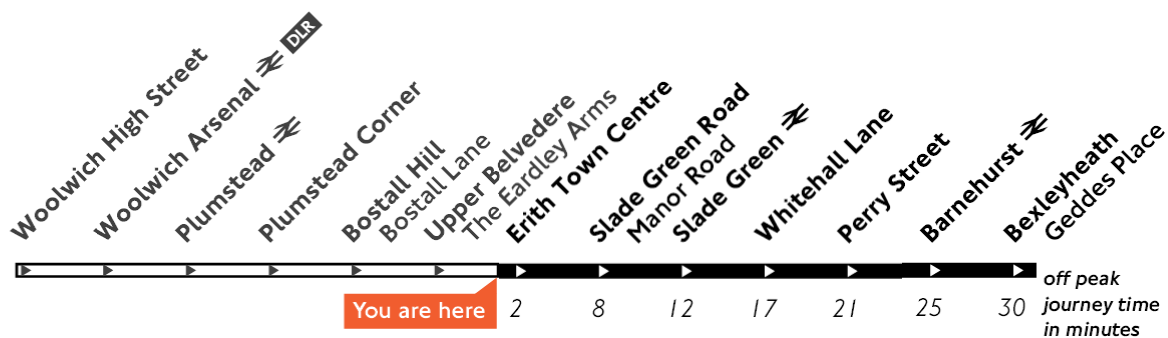 Woolwich High Street
Woolwich Arsenal DLR
Plumstead
Plumstead Corner
Bostall Hill
Bostall Lane
Upper Belvedere
The Eardley Arms
Erith Town Centre
Slade Green Road
Manor Road
Slade Green
Whitehall Lane
Perry Street
Barnehurst
Bexleyheath
Geddes Place
You are here
2 8 12 17 21 25 30
off peak
journey time
in minutes